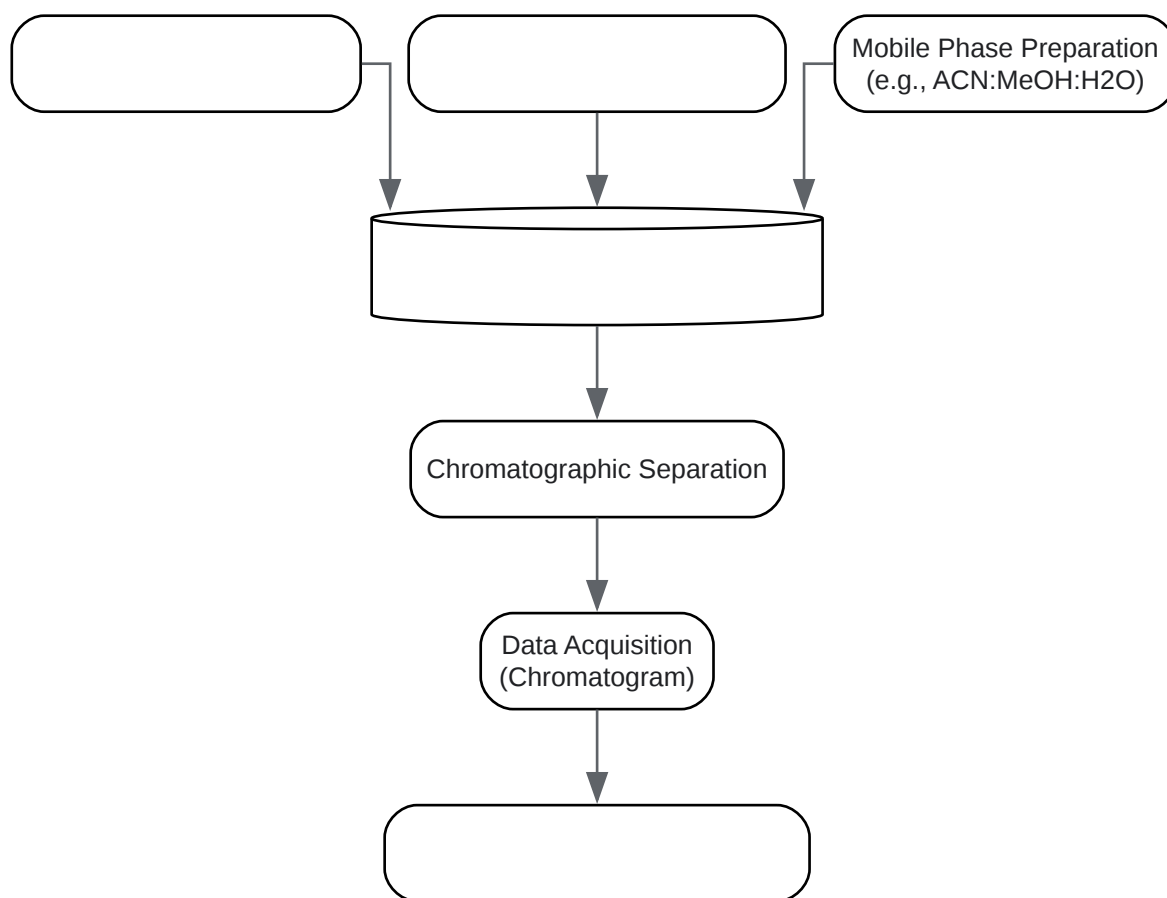 Mobile Phase Preparation
(e.g., ACN:MeOH:H2O)
Chromatographic Separation
Data Acquisition
(Chromatogram)